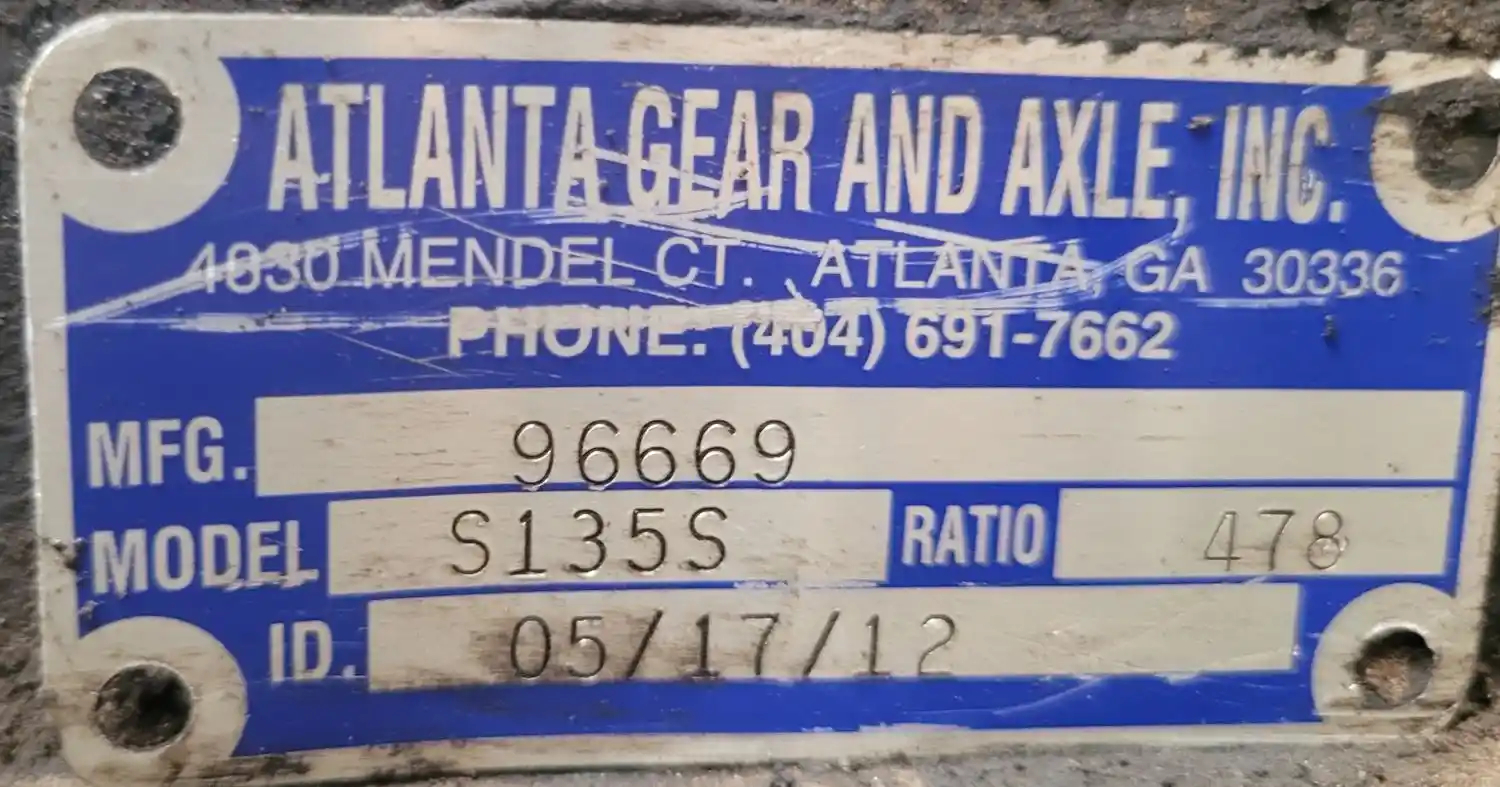 ATLANTA GEAR AND AXLE, INC.
4830 MENDEL CT. ATLANTA, GA 30336
PHONE: (404) 691-7662
MFG. 96669
MODEL S135S RATIO 478
ID. 05/17/12